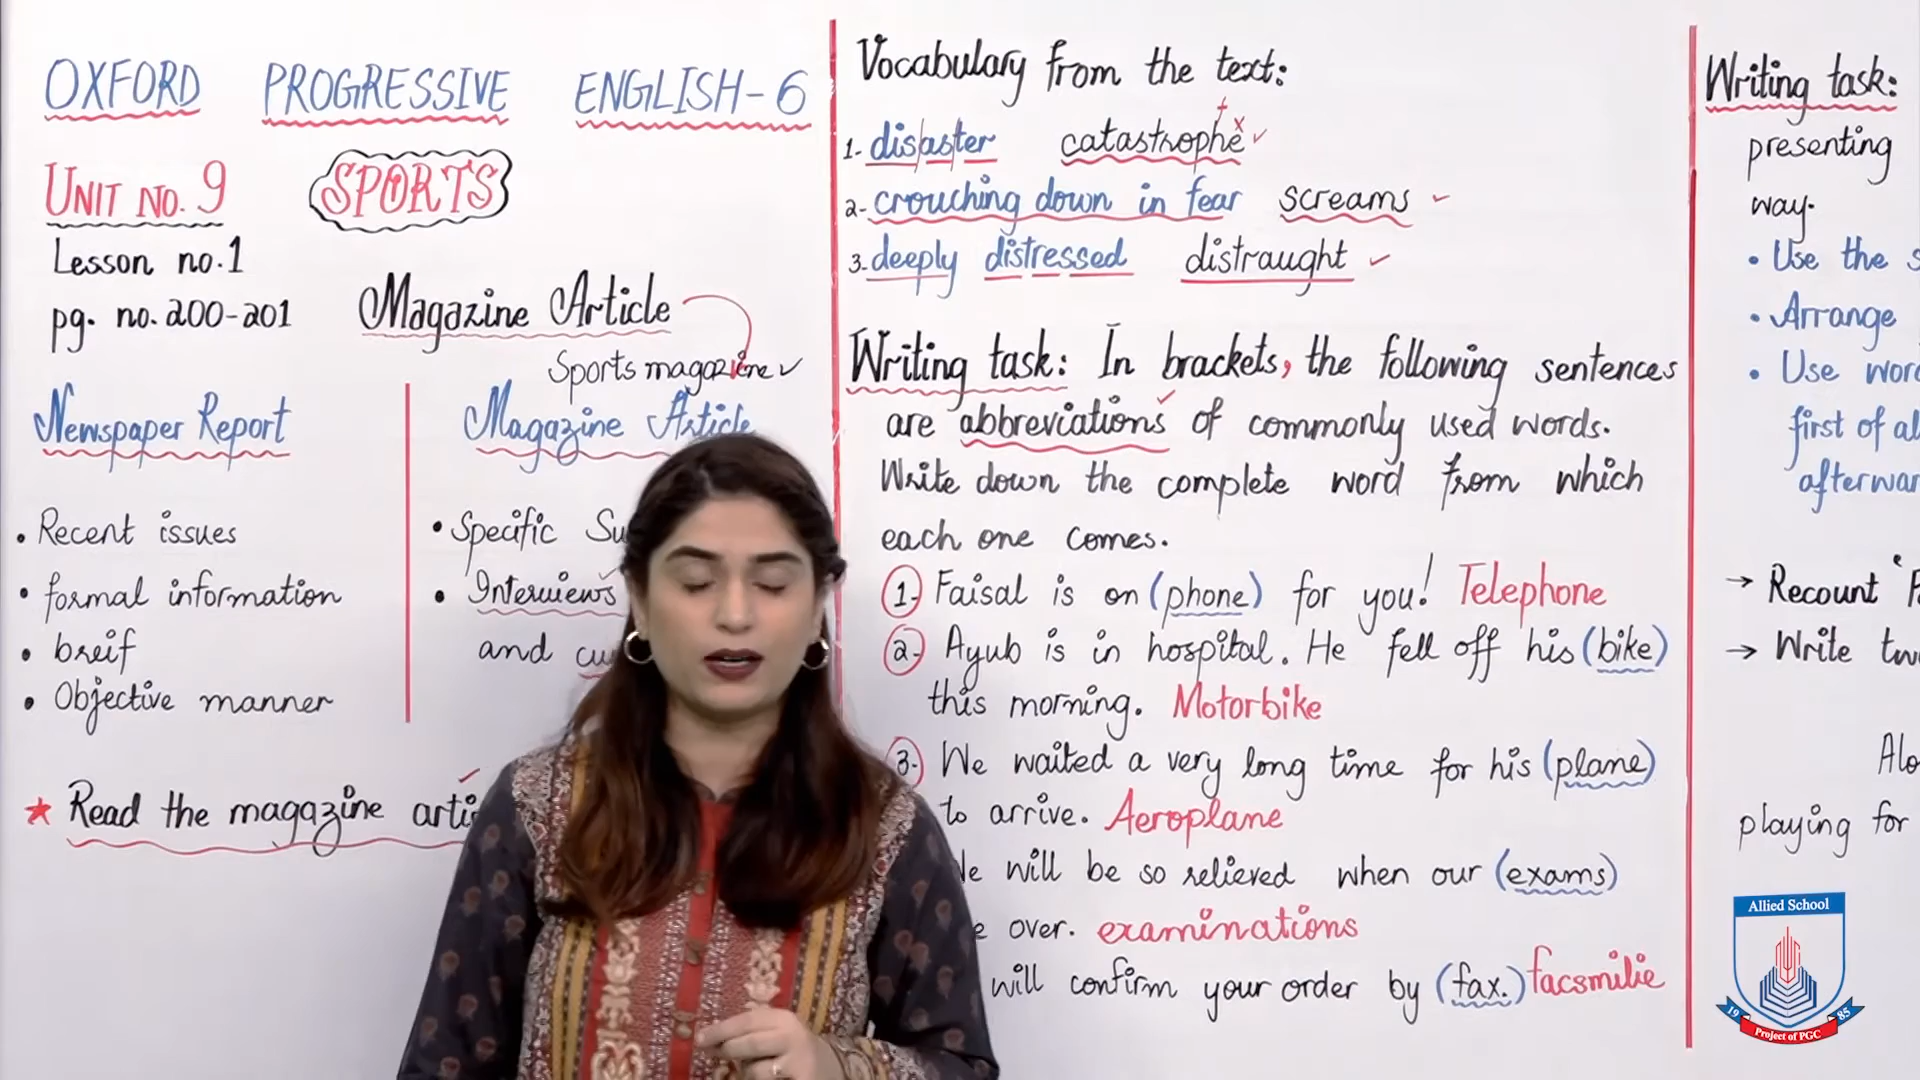 OXFORD PROGRESSIVE ENGLISH-6
UNIT NO. 9 SPORTS
Lesson no.1
pg. no. 200-201
Magazine Article
Sports magazine
Newspaper Report
• Recent issues
• formal information
• breif
• Objective manner
Magazine Article
• Specific
• Interviews
and
★ Read the magazine
Vocabulary from the text:
1- disaster catastrophe
2- crouching down in fear screams
3- deeply distressed distraught
Writing task: In brackets, the following sentences
are abbreviations of commonly used words.
Write down the complete word from which
each one comes.
1- Faisal is on (phone) for you! Telephone
2- Ayub is in hospital. He fell off his (bike)
this morning. Motorbike
3- We waited a very long time for his (plane)
to arrive. Aeroplane
will be so relieved when our (exams)
over. examinations
will confirm your order by (fax.) facsmilie
Writing task:
presenting
way.
• Use the
• Arrange
• Use
first of
→ Recount
→ Write
playing for
Allied School
1985
Project of PGC